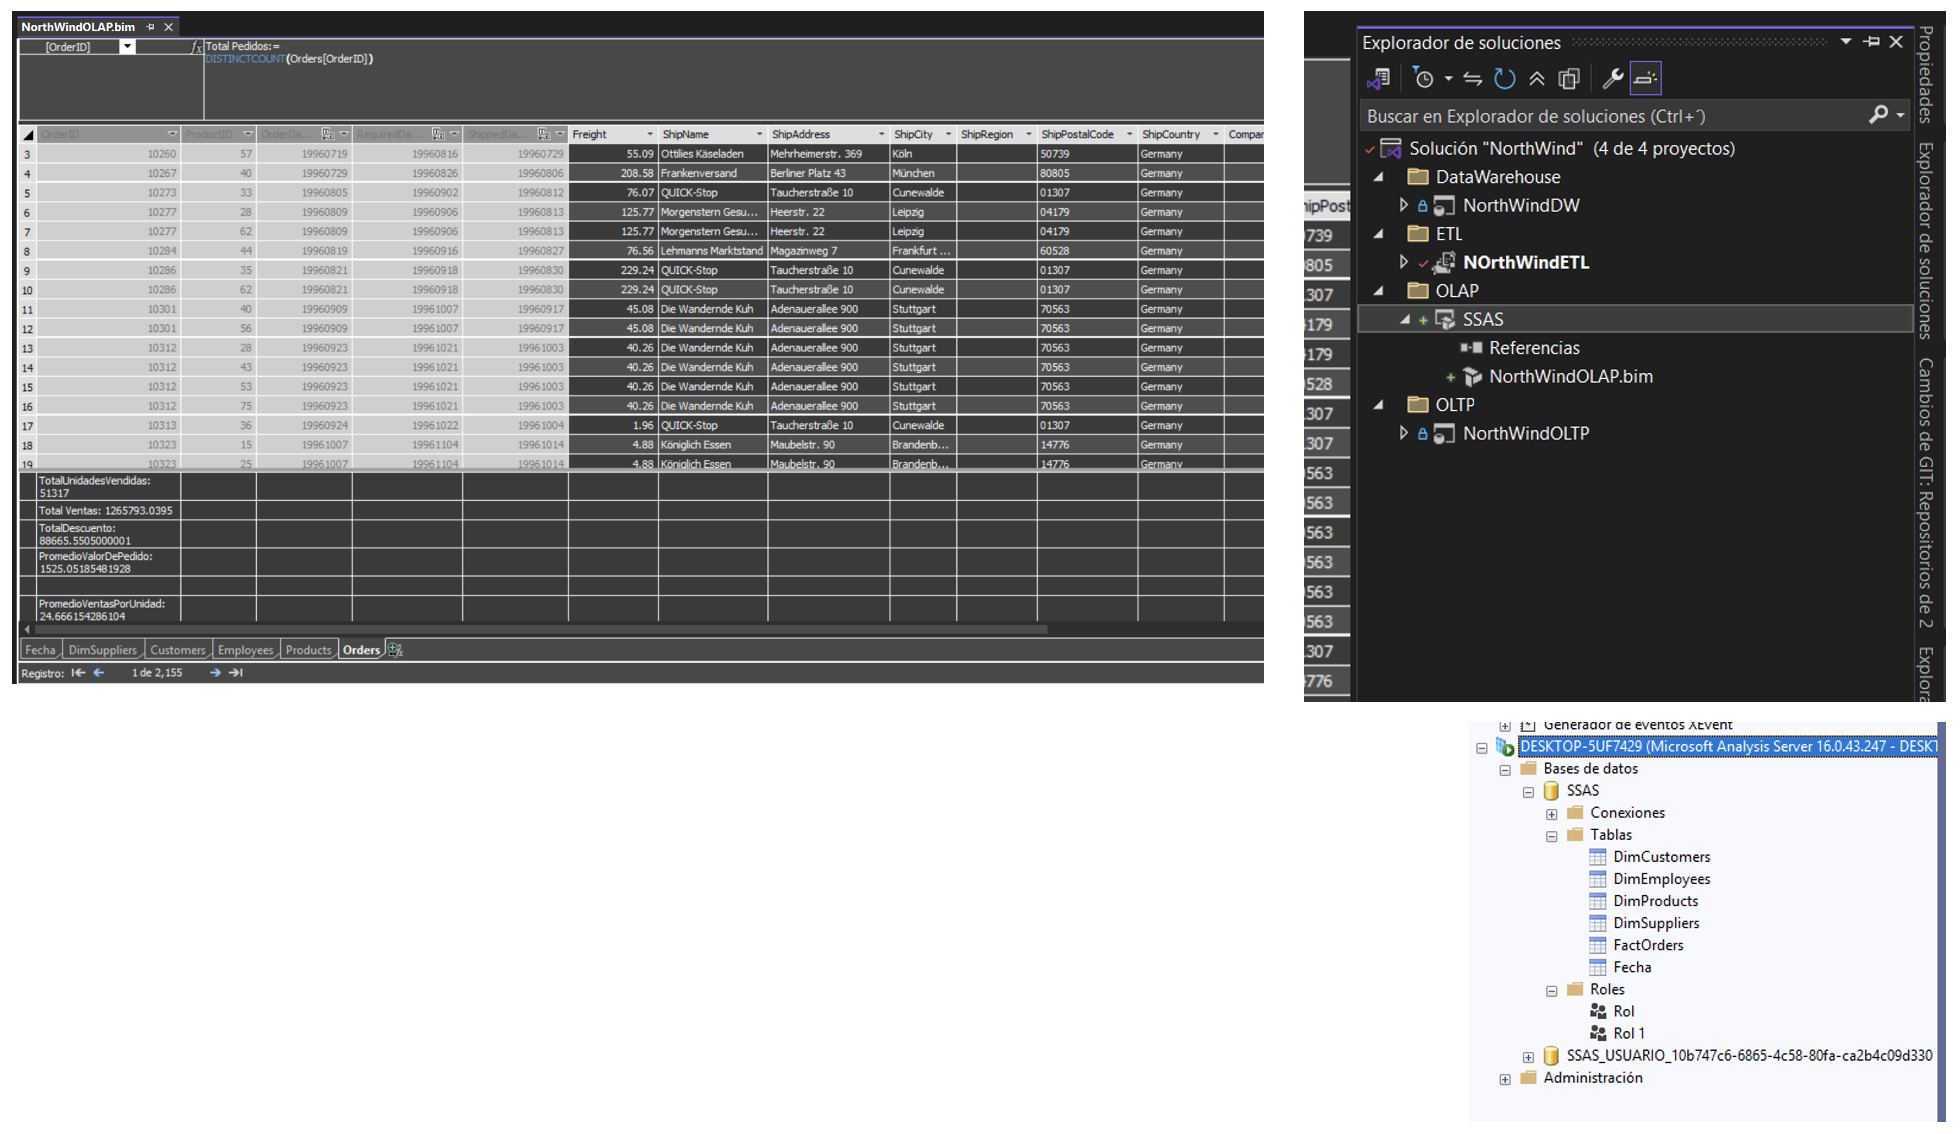 NorthWindOLAP.bim
[OrderID]
fx Total Pedidos:=
DISTINCTCOUNT(Orders[OrderID])
OrderID ProductID OrderDa... RequiredDa... ShippedDa... Freight ShipName ShipAddress ShipCity ShipRegion ShipPostalCode ShipCountry Compar
3 10260 57 19960719 19960816 19960729 55.09 Ottilies Käseladen Mehrheimerstr. 369 Köln 50739 Germany
4 10267 40 19960729 19960826 19960806 208.58 Frankenversand Berliner Platz 43 München 80805 Germany
5 10273 33 19960805 19960902 19960812 76.07 QUICK-Stop Taucherstraße 10 Cunewalde 01307 Germany
6 10277 28 19960809 19960906 19960813 125.77 Morgenstern Gesu... Heerstr. 22 Leipzig 04179 Germany
7 10277 62 19960809 19960906 19960813 125.77 Morgenstern Gesu... Heerstr. 22 Leipzig 04179 Germany
8 10284 44 19960819 19960916 19960827 76.56 Lehmanns Marktstand Magazinweg 7 Frankfurt ... 60528 Germany
9 10286 35 19960821 19960918 19960830 229.24 QUICK-Stop Taucherstraße 10 Cunewalde 01307 Germany
10 10286 62 19960821 19960918 19960830 229.24 QUICK-Stop Taucherstraße 10 Cunewalde 01307 Germany
11 10301 40 19960909 19961007 19960917 45.08 Die Wandernde Kuh Adenauerallee 900 Stuttgart 70563 Germany
12 10301 56 19960909 19961007 19960917 45.08 Die Wandernde Kuh Adenauerallee 900 Stuttgart 70563 Germany
13 10312 28 19960923 19961021 19961003 40.26 Die Wandernde Kuh Adenauerallee 900 Stuttgart 70563 Germany
14 10312 43 19960923 19961021 19961003 40.26 Die Wandernde Kuh Adenauerallee 900 Stuttgart 70563 Germany
15 10312 53 19960923 19961021 19961003 40.26 Die Wandernde Kuh Adenauerallee 900 Stuttgart 70563 Germany
16 10312 75 19960923 19961021 19961003 40.26 Die Wandernde Kuh Adenauerallee 900 Stuttgart 70563 Germany
17 10313 36 19960924 19961022 19961004 1.96 QUICK-Stop Taucherstraße 10 Cunewalde 01307 Germany
18 10323 15 19961007 19961104 19961014 4.88 Königlich Essen Maubelstr. 90 Brandenb... 14776 Germany
19 10323 25 19961007 19961104 19961014 4.88 Königlich Essen Maubelstr. 90 Brandenb... 14776 Germany
TotalUnidadesVendidas:
51317
Total Ventas: 1265793.0395
TotalDescuento:
88665.5505000001
PromedioValorDePedido:
1525.05185481928
PromedioVentasPorUnidad:
24.666154286104
Fecha DimSuppliers Customers Employees Products Orders
Registro: 1 de 2,155
Explorador de soluciones
Buscar en Explorador de soluciones (Ctrl+´)
Solución "NorthWind" (4 de 4 proyectos)
DataWarehouse
NorthWindDW
ETL
NOrthWindETL
OLAP
SSAS
Referencias
NorthWindOLAP.bim
OLTP
NorthWindOLTP
hipPost
739
805
307
179
179
528
307
307
563
563
563
563
563
563
307
776
Propiedades
Explorador de soluciones
Cambios de GIT: Repositorios de 2
Explora
Generador de eventos XEvent
DESKTOP-5UF7429 (Microsoft Analysis Server 16.0.43.247 - DESKT
Bases de datos
SSAS
Conexiones
Tablas
DimCustomers
DimEmployees
DimProducts
DimSuppliers
FactOrders
Fecha
Roles
Rol
Rol 1
SSAS_USUARIO_10b747c6-6865-4c58-80fa-ca2b4c09d330
Administración